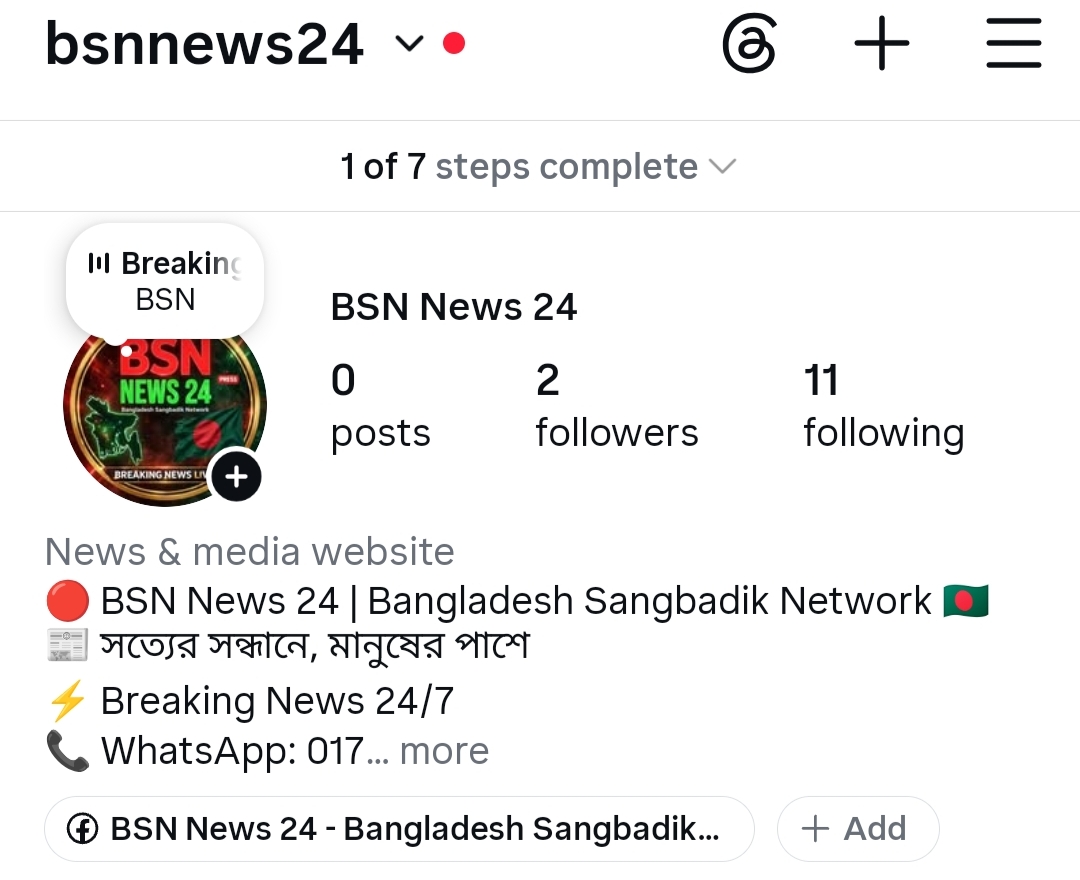 bsnnews24
1 of 7 steps complete
Breaking
BSN
BSN NEWS 24
PRESS
Bangladesh Sangbadik Network
BREAKING NEWS
BSN News 24
0 2 11
posts followers following
News & media website
🔴 BSN News 24 | Bangladesh Sangbadik Network 🇧🇩
📰 সত্যের সন্ধানে, মানুষের পাশে
⚡ Breaking News 24/7
📞 WhatsApp: 017... more
BSN News 24 - Bangladesh Sangbadik...
+ Add